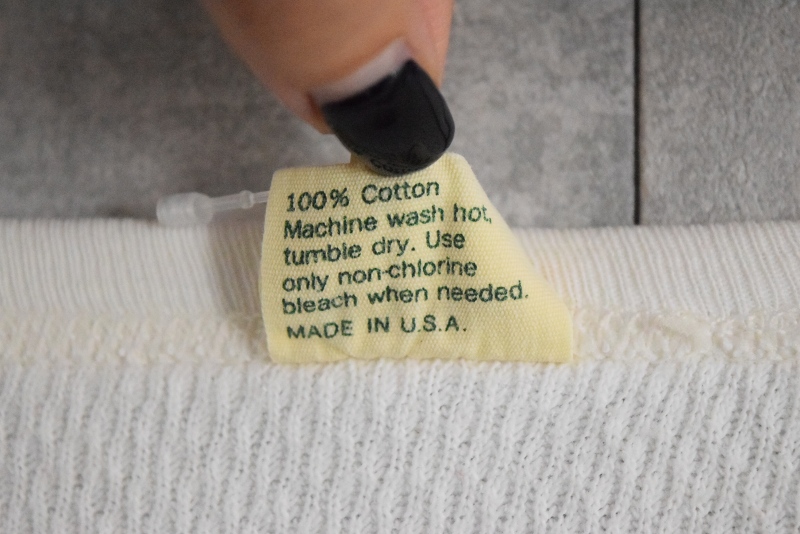 100% Cotton
Machine wash hot,
tumble dry. Use
only non-chlorine
bleach when needed.
MADE IN U.S.A.